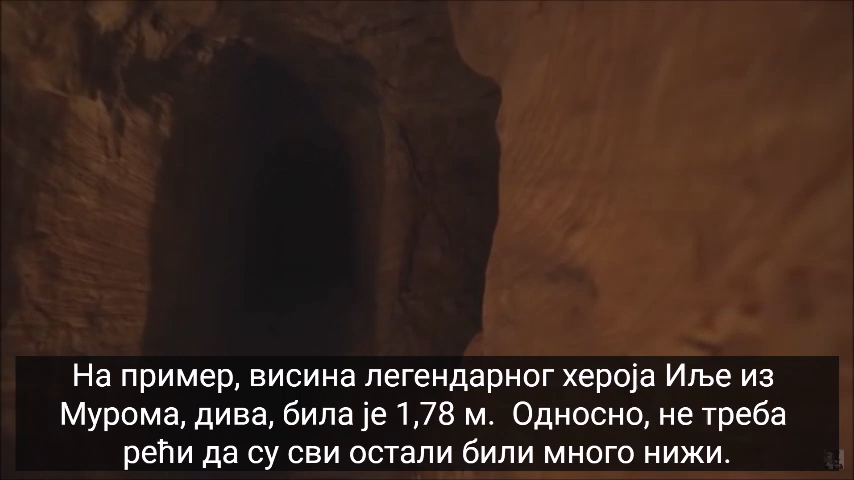 На пример, висина легендарног хероја Иље из
Мурома, дива, била је 1,78 м.  Односно, не треба
рећи да су сви остали били много нижи.